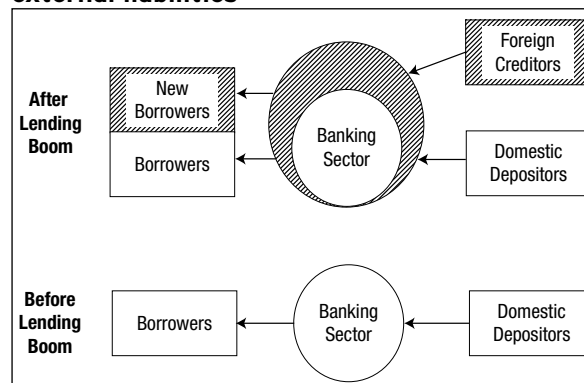 external liabilities
After
Lending
Boom
New
Borrowers
Borrowers
Banking
Sector
Foreign
Creditors
Domestic
Depositors
Before
Lending
Boom
Borrowers
Banking
Sector
Domestic
Depositors